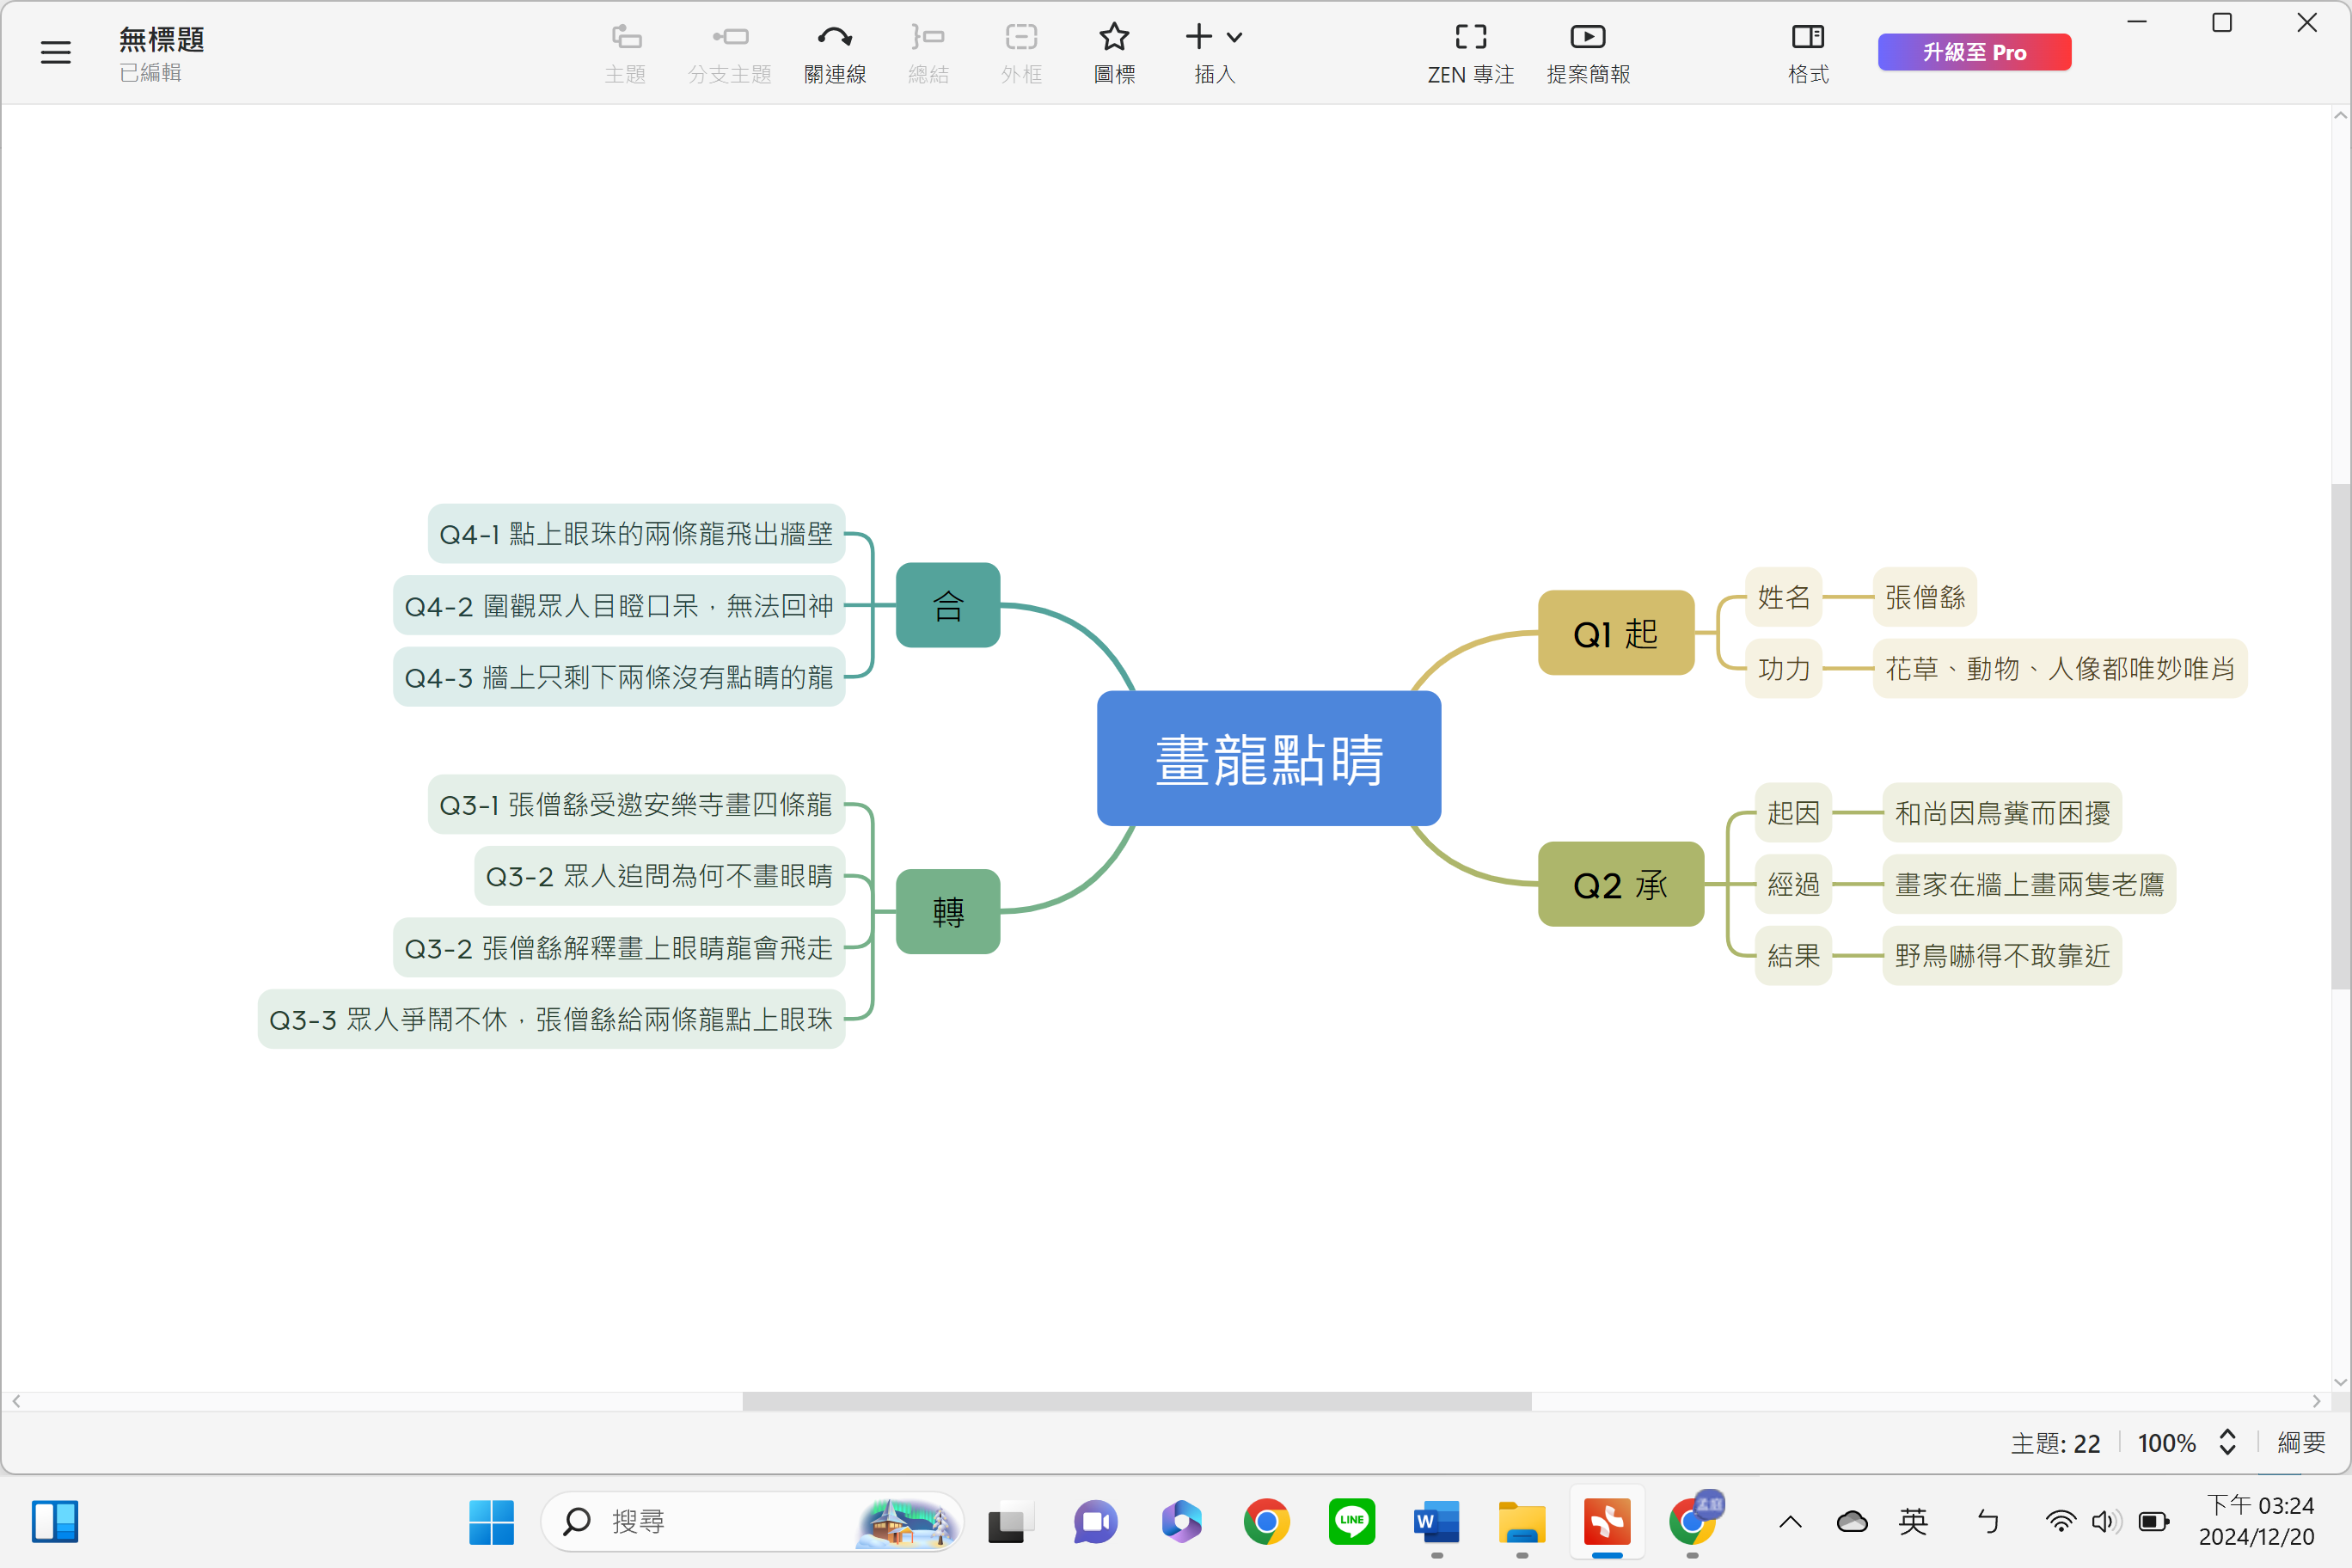 無標題
已編輯
主題
分支主題
關連線
總結
外框
圖標
插入
ZEN 專注
提案簡報
格式
升級至 Pro
畫龍點睛
Q1 起
姓名
張僧繇
功力
花草、動物、人像都唯妙唯肖
Q2 承
起因
和尚因鳥糞而困擾
經過
畫家在牆上畫兩隻老鷹
結果
野鳥嚇得不敢靠近
轉
Q3-1 張僧繇受邀安樂寺畫四條龍
Q3-2 眾人追問為何不畫眼睛
Q3-2 張僧繇解釋畫上眼睛龍會飛走
Q3-3 眾人爭鬧不休，張僧繇給兩條龍點上眼珠
合
Q4-1 點上眼珠的兩條龍飛出牆壁
Q4-2 圍觀眾人目瞪口呆，無法回神
Q4-3 牆上只剩下兩條沒有點睛的龍
主題: 22
100%
綱要
搜尋
LINE
W
英
ㄅ
下午 03:24
2024/12/20